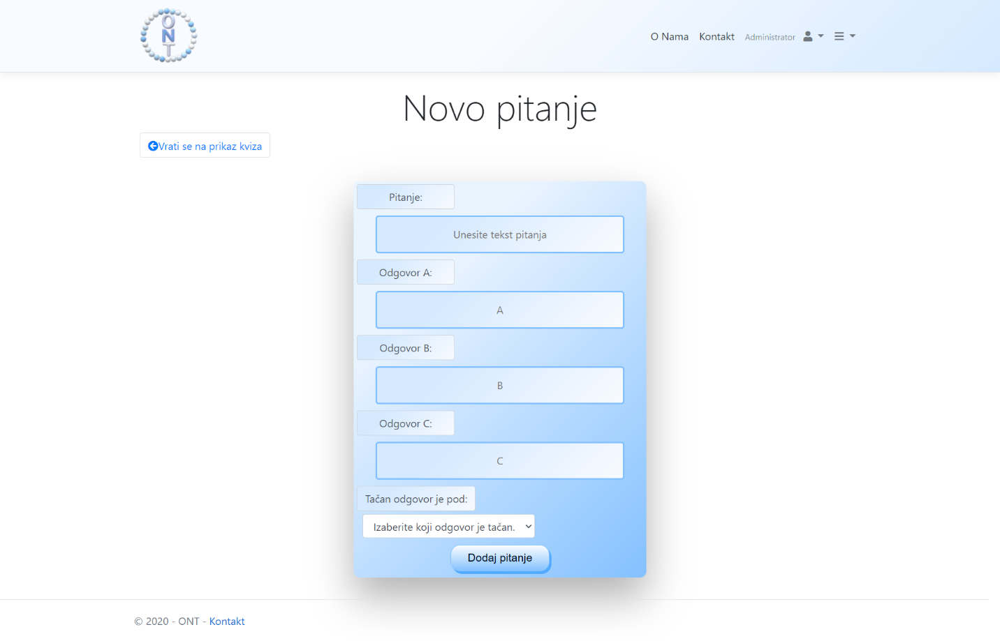 ONT
O Nama Kontakt Administrator
Novo pitanje
Vrati se na prikaz kviza
Pitanje:
Unesite tekst pitanja
Odgovor A:
A
Odgovor B:
B
Odgovor C:
C
Tačan odgovor je pod:
Izaberite koji odgovor je tačan.
Dodaj pitanje
© 2020 - ONT - Kontakt